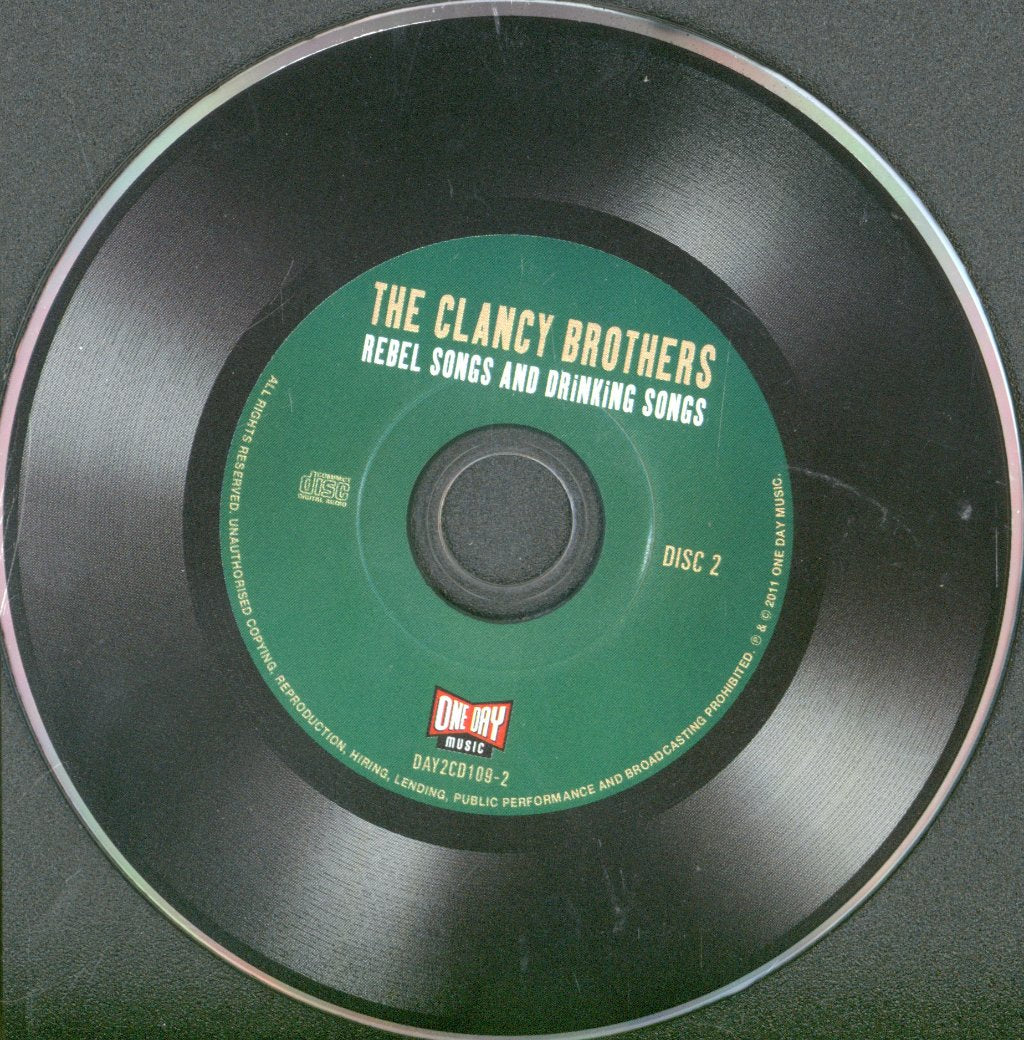 THE CLANCY BROTHERS
REBEL SONGS AND DRiNKiNG SONGS
COMPACT
disc
DIGITAL AUDIO
DISC 2
ONE DAY
MUSIC
DAY2CD109-2
ALL RIGHTS RESERVED. UNAUTHORISED COPYING, REPRODUCTION, HIRING, LENDING, PUBLIC PERFORMANCE AND BROADCASTING PROHIBITED. ℗ & © 2011 ONE DAY MUSIC.